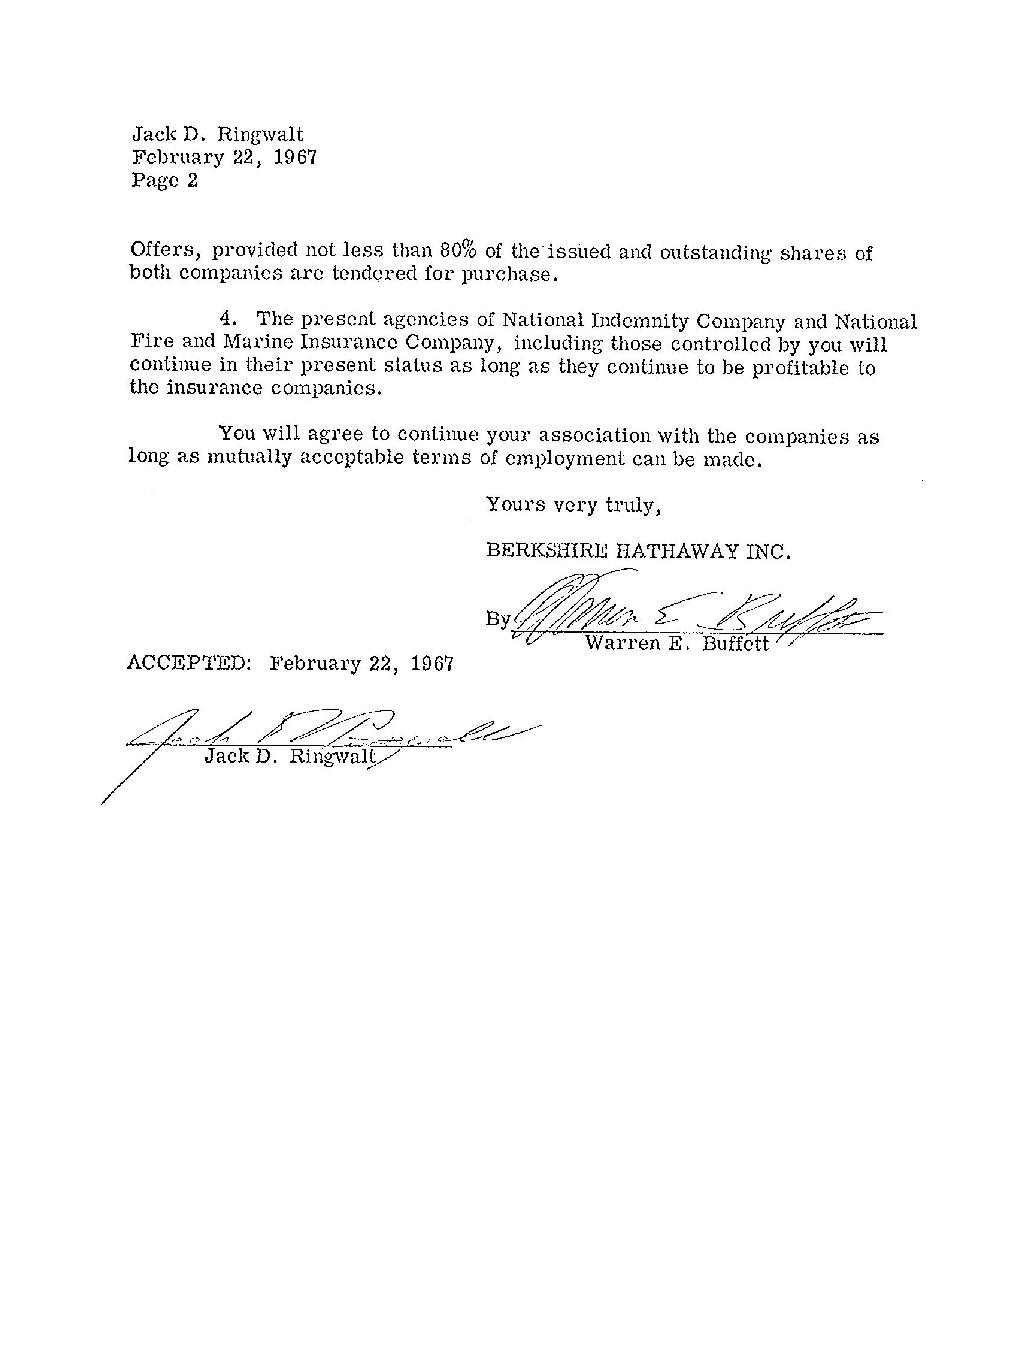 Jack D. Ringwalt
February 22, 1967
Page 2
Offers, provided not less than 80% of the issued and outstanding shares of
both companies are tendered for purchase.
4. The present agencies of National Indemnity Company and National
Fire and Marine Insurance Company, including those controlled by you will
continue in their present status as long as they continue to be profitable to
the insurance companies.
You will agree to continue your association with the companies as
long as mutually acceptable terms of employment can be made.
Yours very truly,
BERKSHIRE HATHAWAY INC.
By Warren E Buffett
Warren E. Buffett
ACCEPTED: February 22, 1967
Jack D Ringwalt
Jack D. Ringwalt